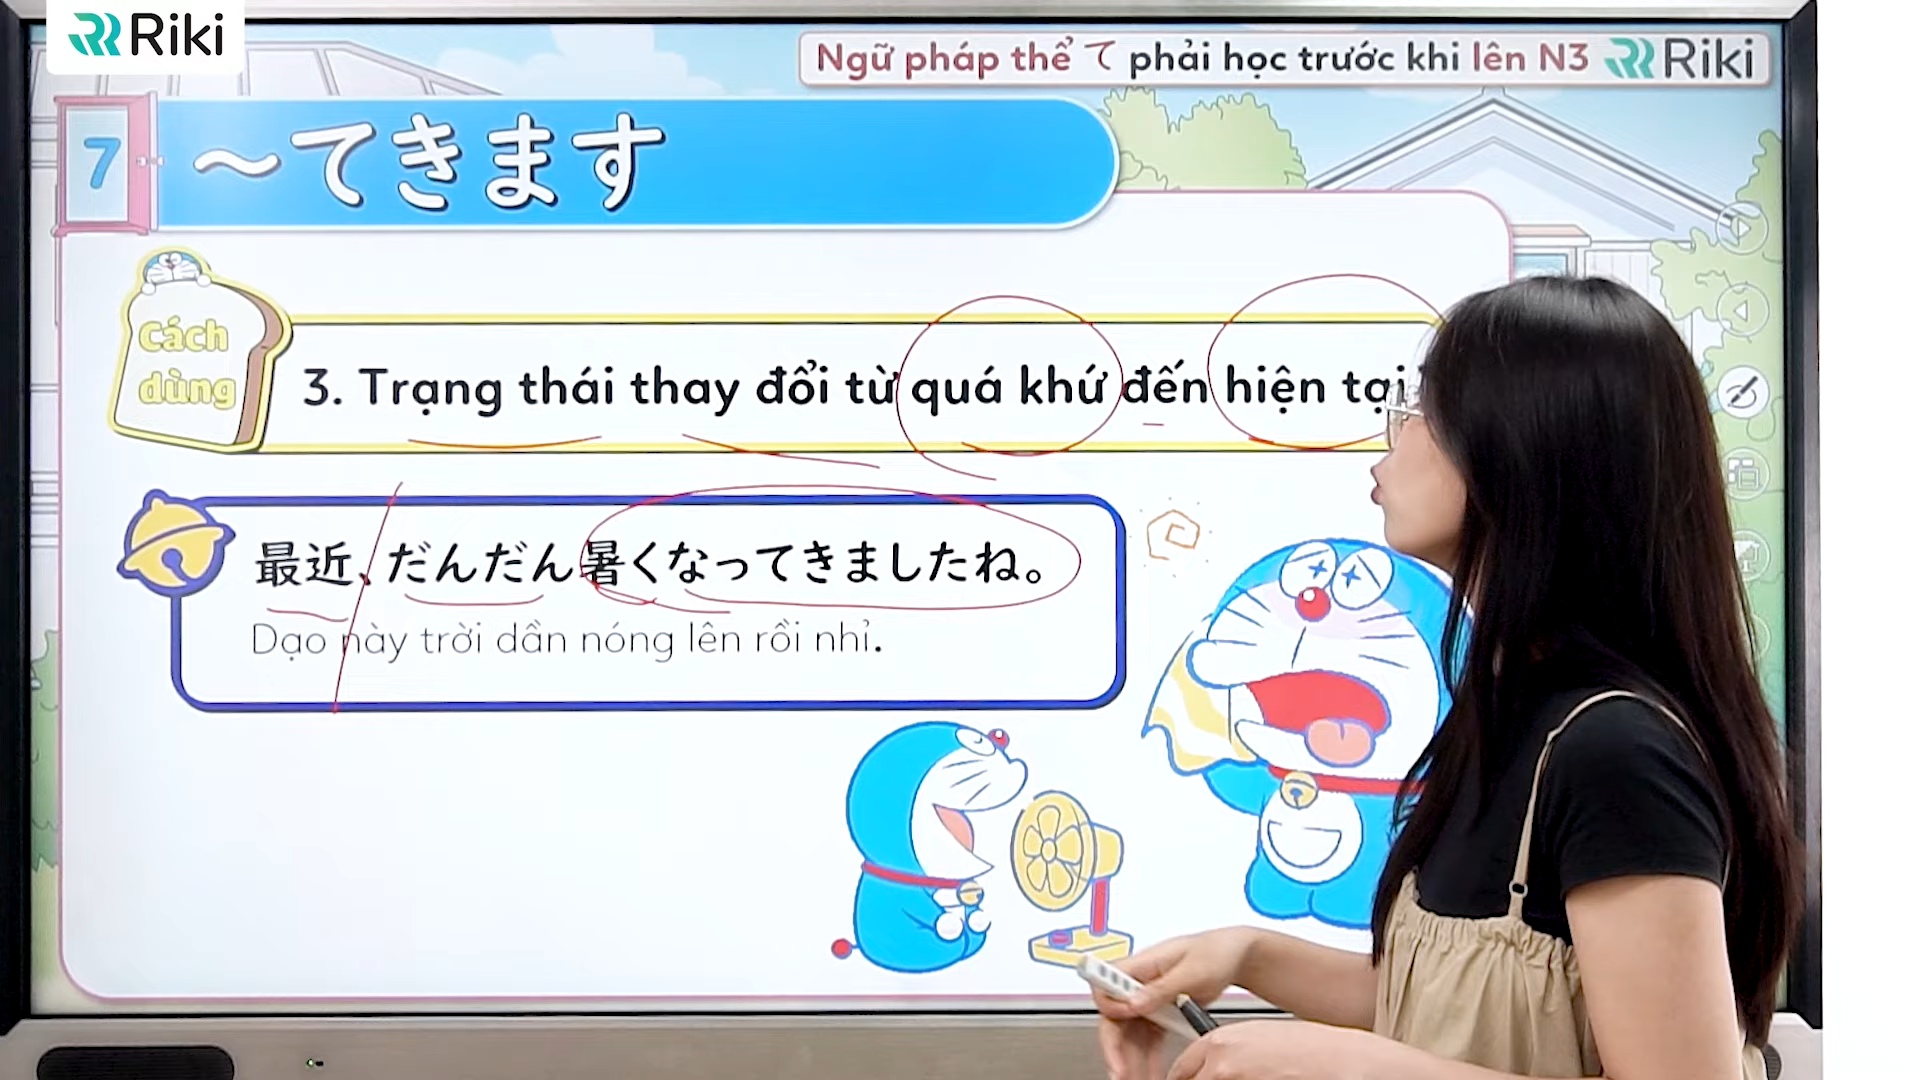 Riki
Ngữ pháp thể て phải học trước khi lên N3 Riki
7 ～てきます
Cách dùng
3. Trạng thái thay đổi từ quá khứ đến hiện tại
最近、だんだん暑くなってきましたね。
Dạo này trời dần nóng lên rồi nhỉ.